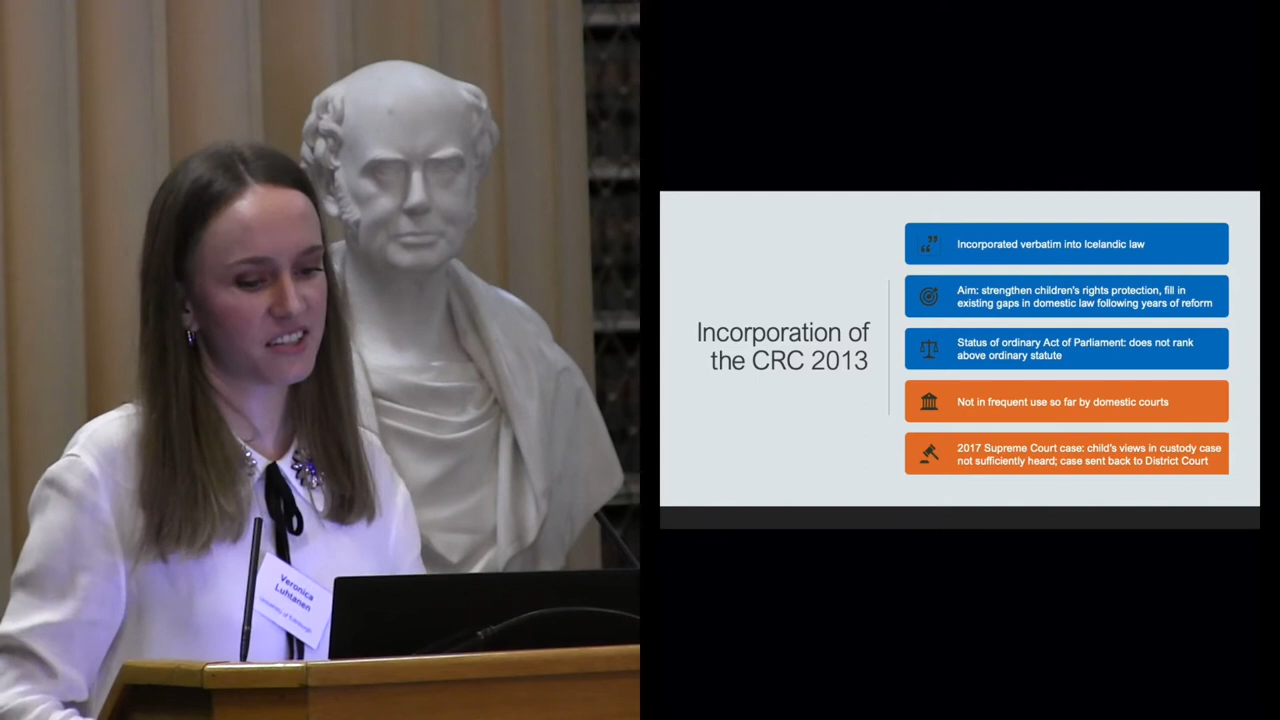 Veronica
Luhtanen
University of Edinburgh
Incorporation of
the CRC 2013
Incorporated verbatim into Icelandic law
Aim: strengthen children's rights protection, fill in
existing gaps in domestic law following years of reform
Status of ordinary Act of Parliament: does not rank
above ordinary statute
Not in frequent use so far by domestic courts
2017 Supreme Court case: child's views in custody case
not sufficiently heard; case sent back to District Court